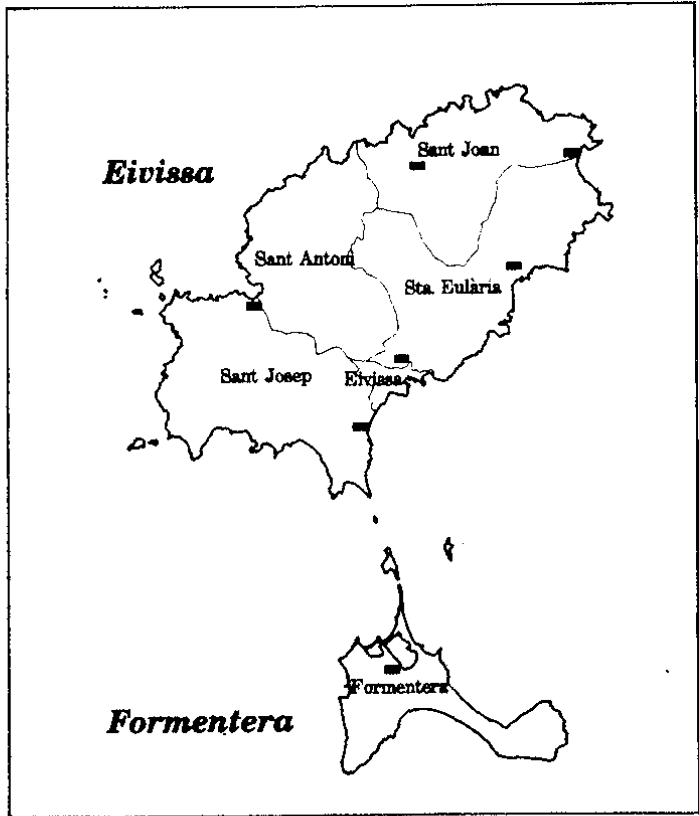 Sant Joan
Eivissa
Sant Antoni
Sta. Eulària
Sant Josep
Eivissa
Formentera
Formentera